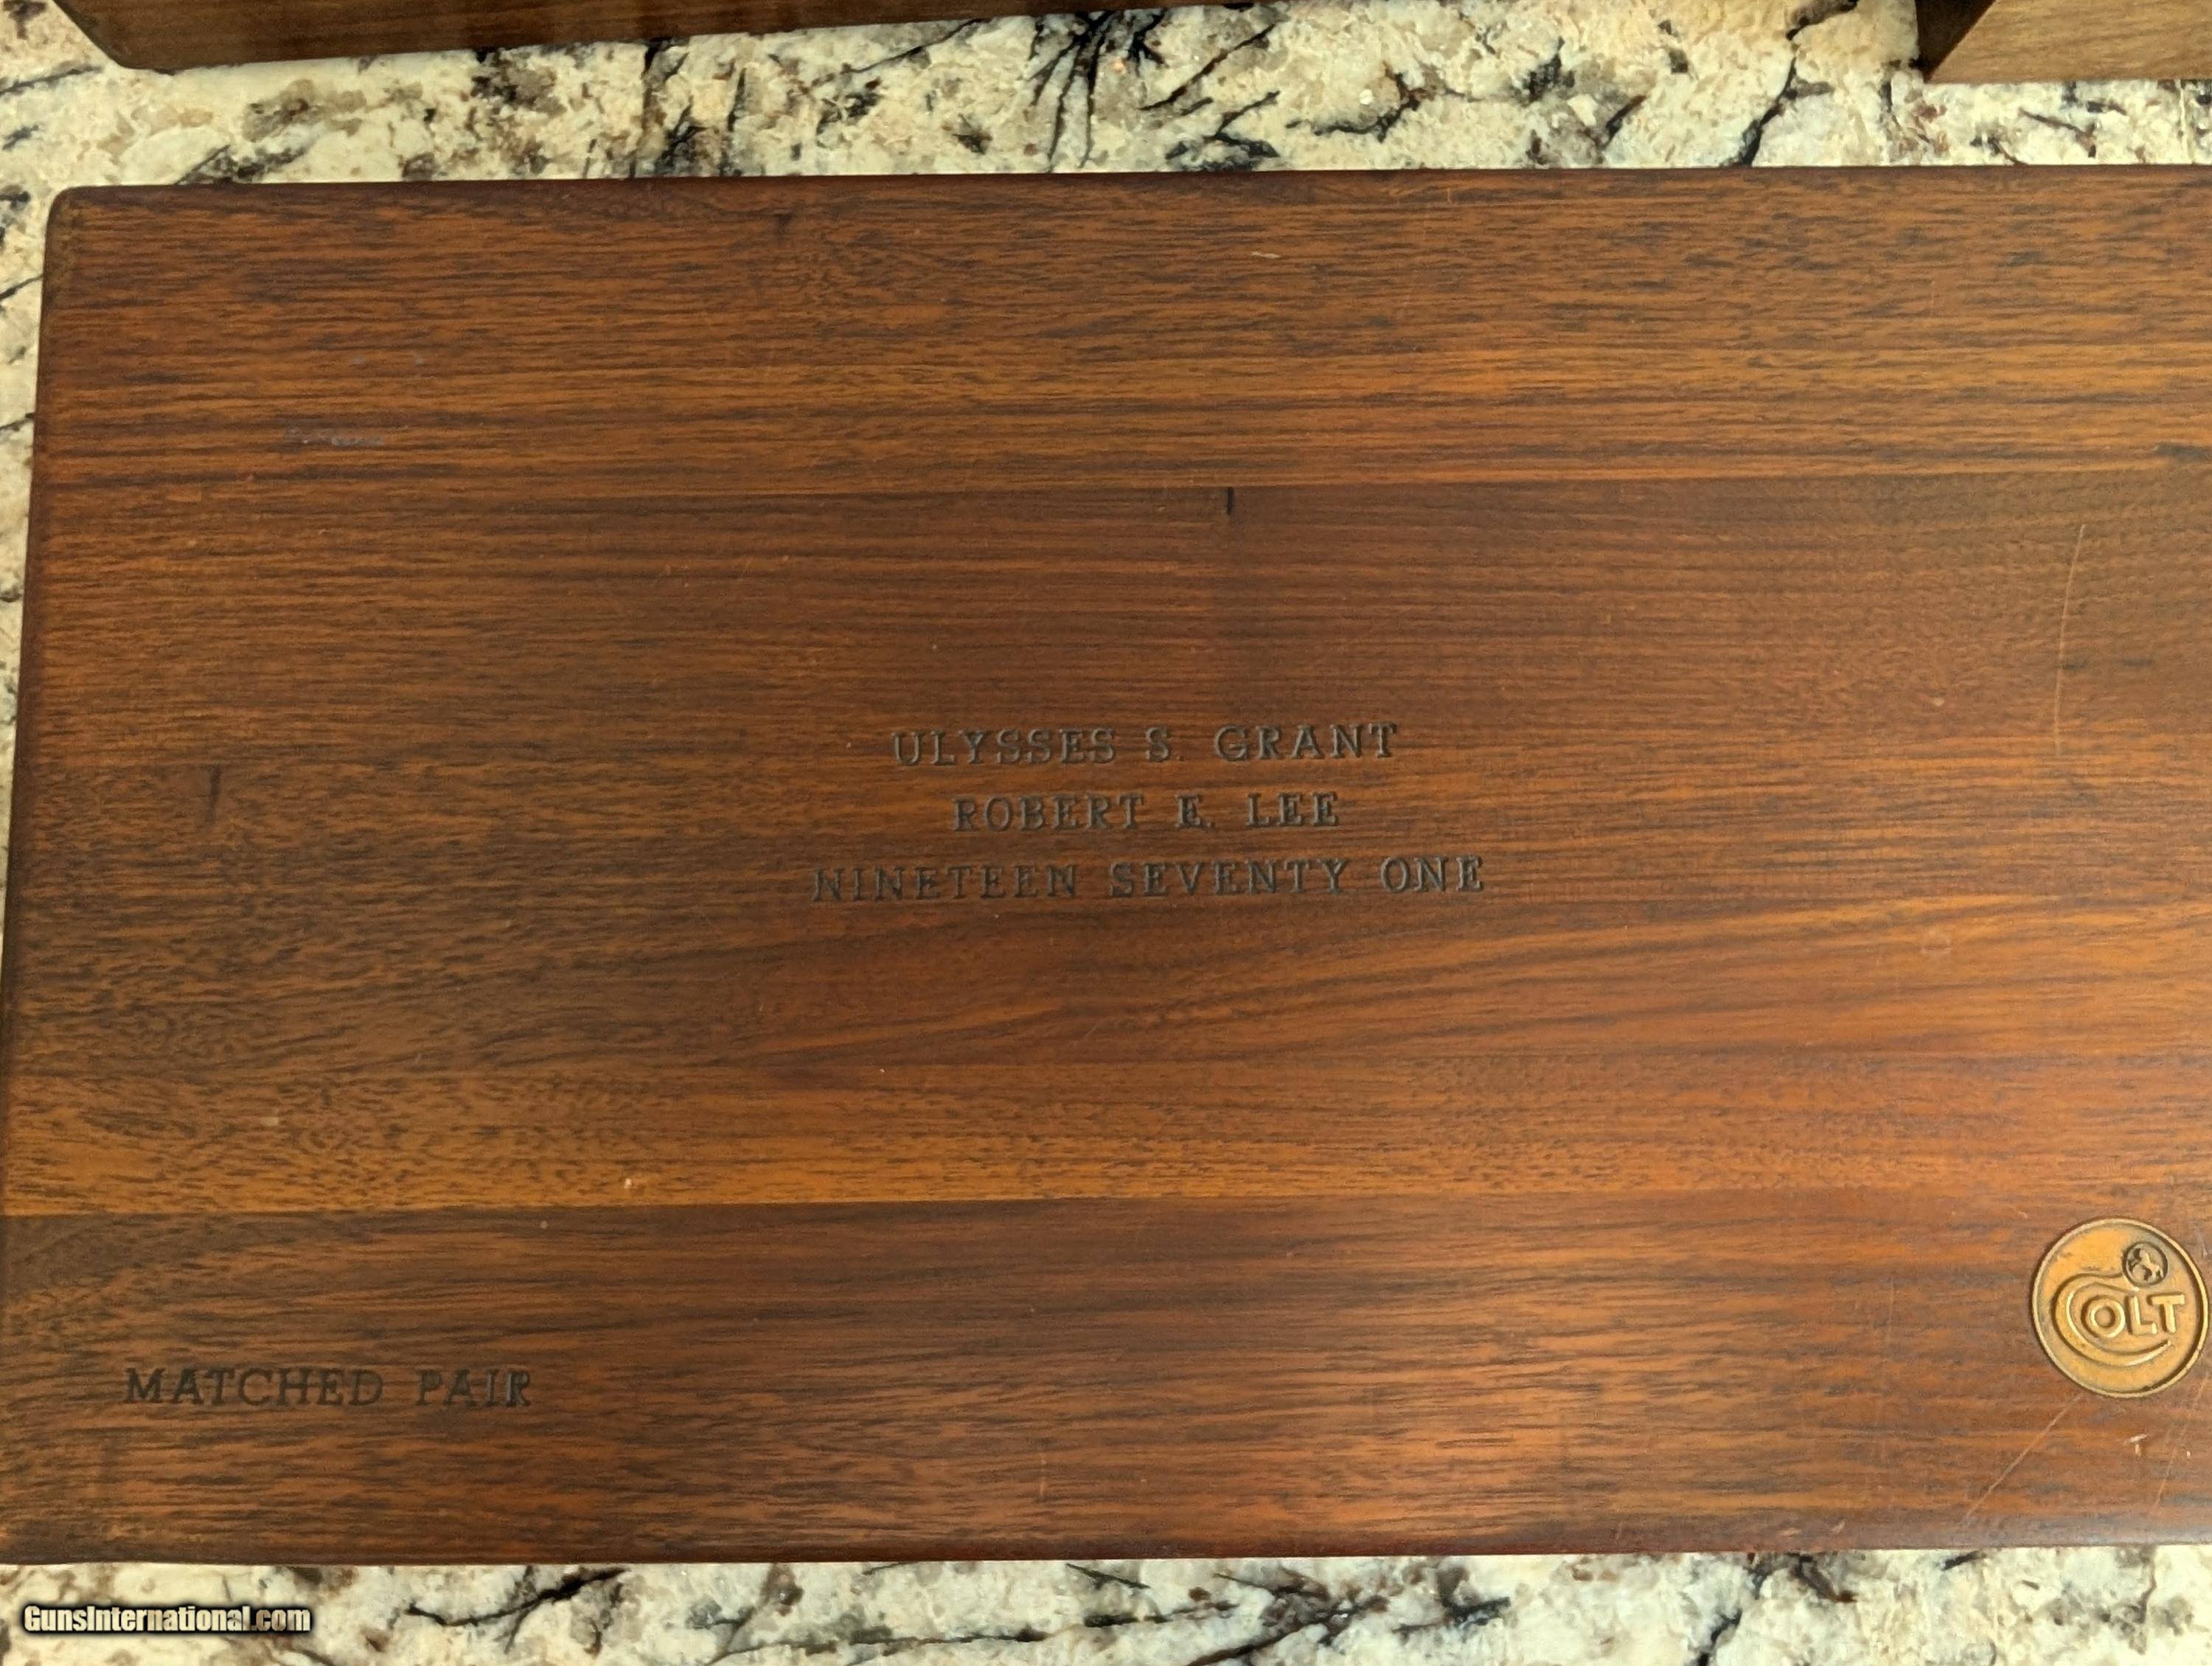 ULYSSES S. GRANT
ROBERT E. LEE
NINETEEN SEVENTY ONE
COLT
MATCHED PAIR
GunsInternational.com